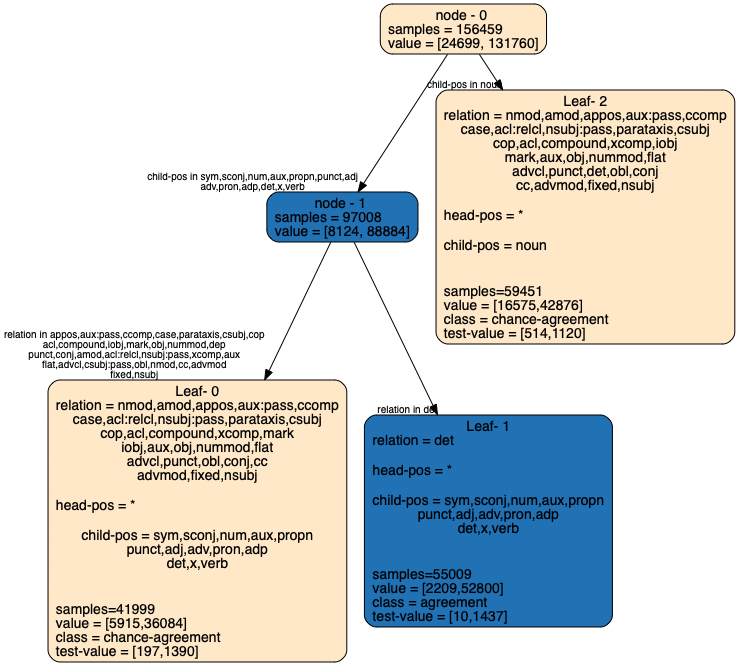 node - 0
samples = 156459
value = [24699, 131760]
child-pos in noun
Leaf- 2
relation = nmod,amod,appos,aux:pass,ccomp
case,acl:relcl,nsubj:pass,parataxis,csubj
cop,acl,compound,xcomp,iobj
mark,aux,obj,nummod,flat
advcl,punct,det,obl,conj
cc,advmod,fixed,nsubj
head-pos = *
child-pos = noun
samples=59451
value = [16575,42876]
class = chance-agreement
test-value = [514,1120]
child-pos in sym,sconj,num,aux,propn,punct,adj
adv,pron,adp,det,x,verb
node - 1
samples = 97008
value = [8124, 88884]
relation in appos,aux:pass,ccomp,case,parataxis,csubj,cop
acl,compound,iobj,mark,obj,nummod,dep
punct,conj,amod,acl:relcl,nsubj:pass,xcomp,aux
flat,advcl,csubj:pass,obl,nmod,cc,advmod
fixed,nsubj
Leaf- 0
relation = nmod,amod,appos,aux:pass,ccomp
case,acl:relcl,nsubj:pass,parataxis,csubj
cop,acl,compound,xcomp,mark
iobj,aux,obj,nummod,flat
advcl,punct,obl,conj,cc
advmod,fixed,nsubj
head-pos = *
child-pos = sym,sconj,num,aux,propn
punct,adj,adv,pron,adp
det,x,verb
samples=41999
value = [5915,36084]
class = chance-agreement
test-value = [197,1390]
relation in det
Leaf- 1
relation = det
head-pos = *
child-pos = sym,sconj,num,aux,propn
punct,adj,adv,pron,adp
det,x,verb
samples=55009
value = [2209,52800]
class = agreement
test-value = [10,1437]